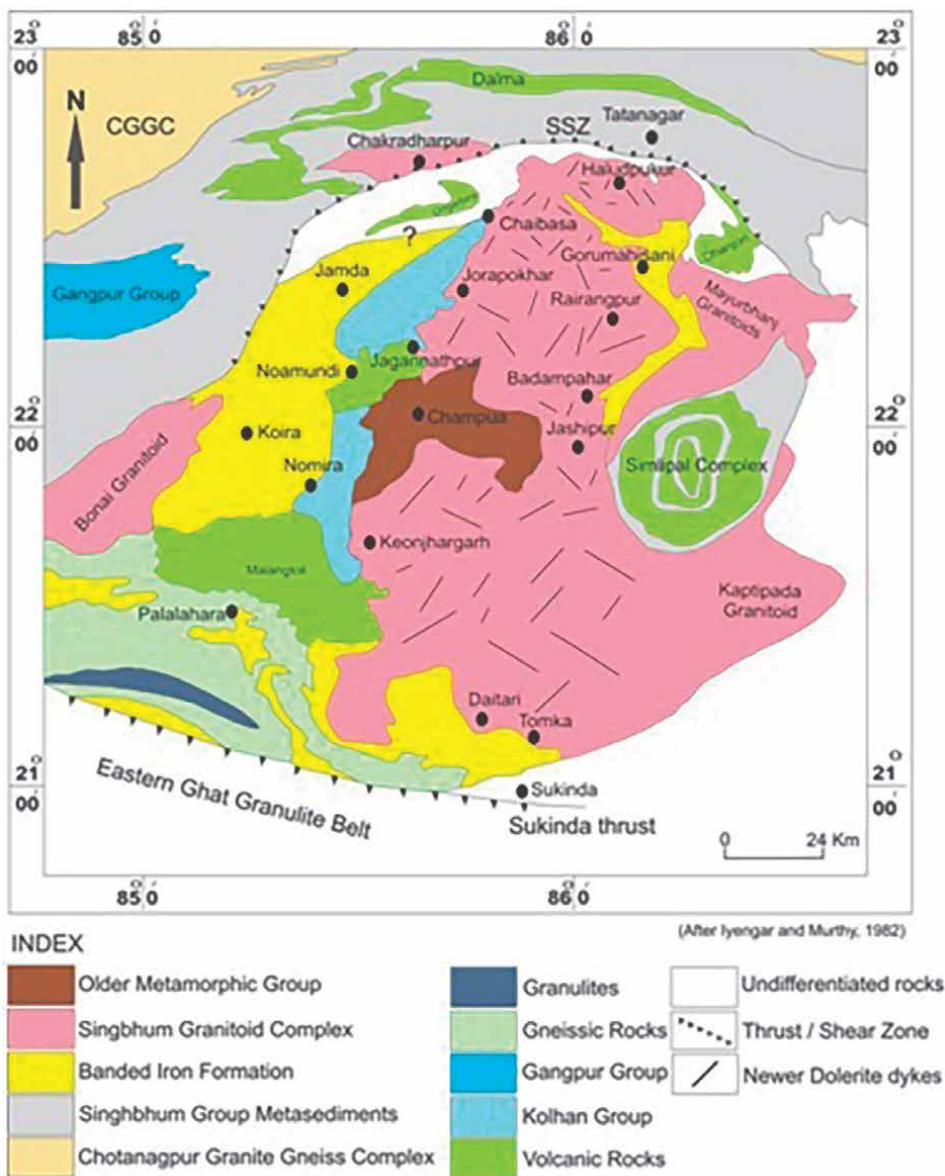 85 0
86 0
23
00'
23
00'
N
CGGC
Dalma
SSZ
Tatanagar
Chakradharpur
Haludpukur
?
Chaibasa
Dhanjori
Gorumahisani
Jamda
Jorapokhar
Gangpur Group
Rairangpur
Mayurbhanj
Granitoids
Jagannathpur
Noamundi
Badampahar
22
00'
22
00'
Champua
Koira
Jashipur
Simlipal Complex
Nomira
Bonai Granitoid
Keonjhargarh
Malangtoli
Kaptipada
Granitoid
Palalahara
Daitari
Tomka
21
00'
21
00'
Sukinda
Eastern Ghat Granulite Belt
Sukinda thrust
0 24 Km
85 0
86 0
(After Iyengar and Murthy, 1982)
INDEX
Older Metamorphic Group
Singbhum Granitoid Complex
Banded Iron Formation
Singhbhum Group Metasediments
Chotanagpur Granite Gneiss Complex
Granulites
Gneissic Rocks
Gangpur Group
Kolhan Group
Volcanic Rocks
Undifferentiated rocks
Thrust / Shear Zone
Newer Dolerite dykes